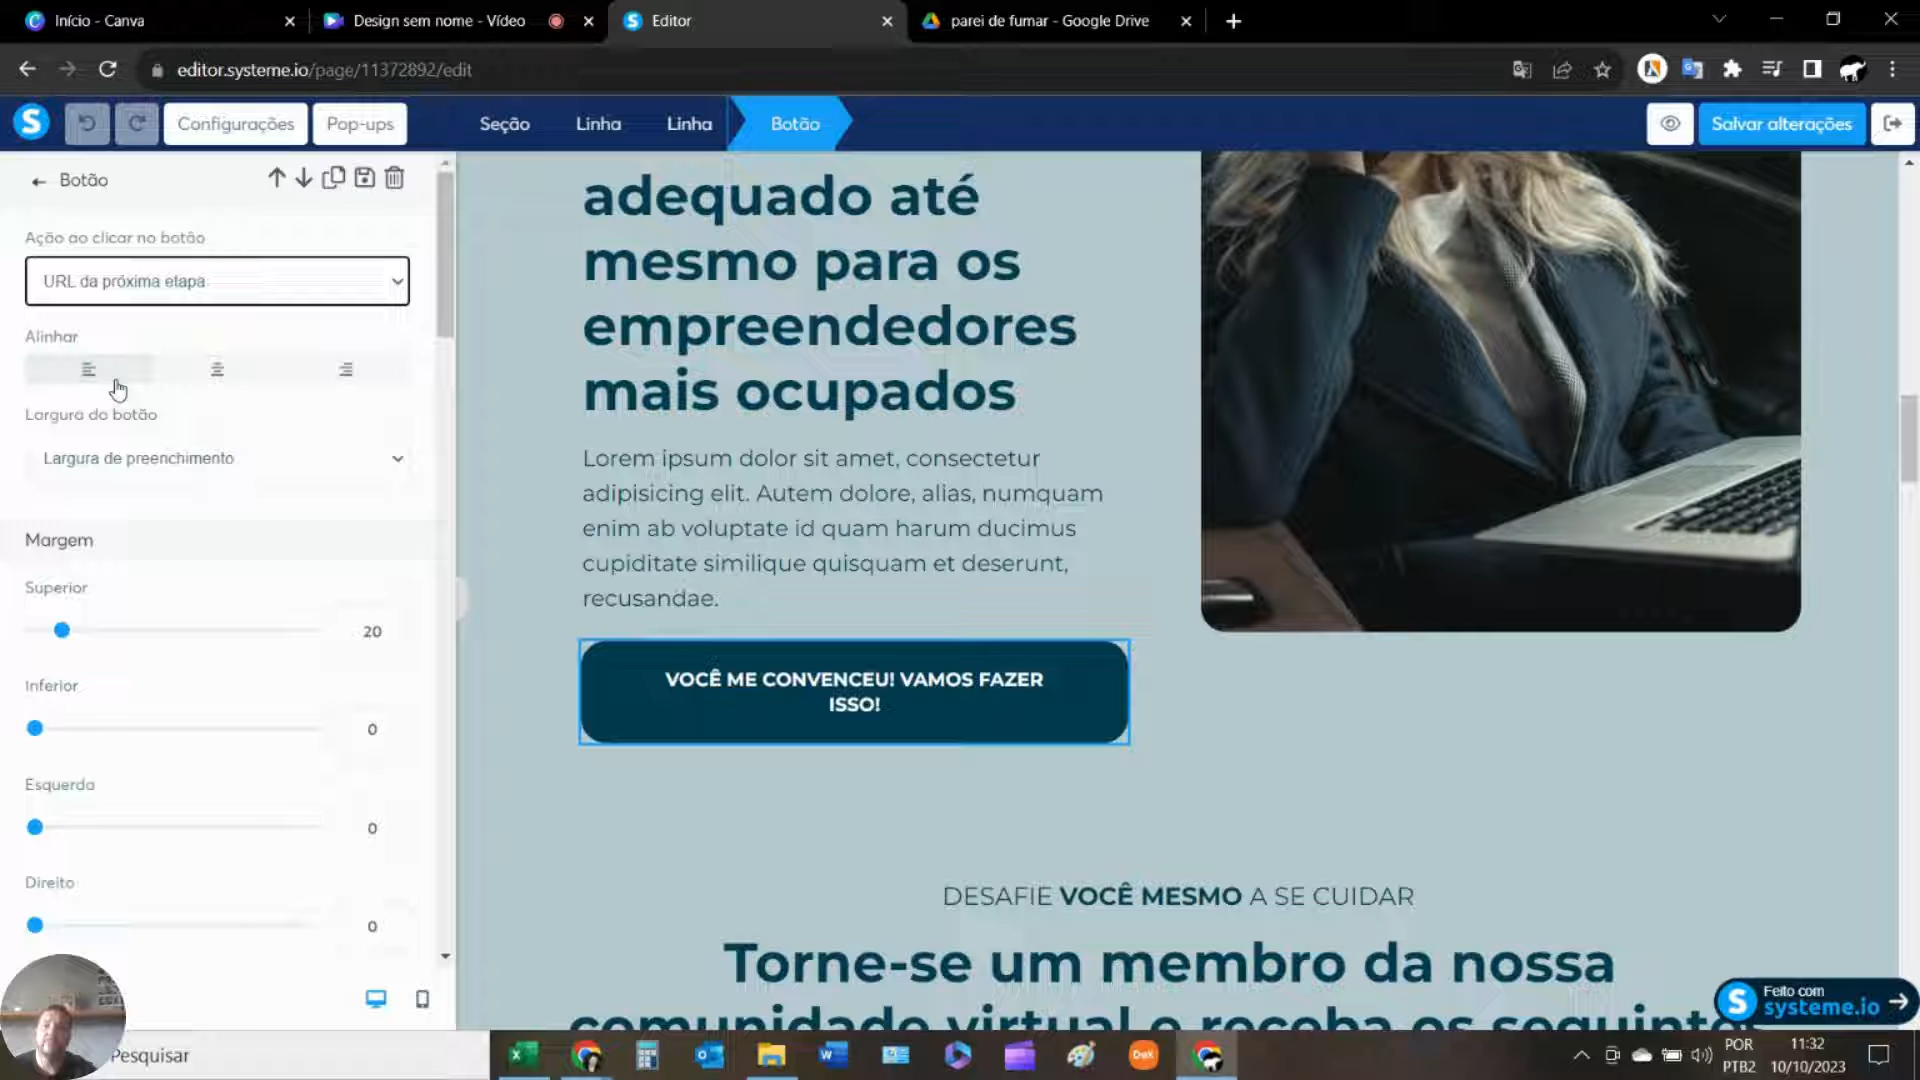 Início - Canva
Design sem nome - Vídeo
Editor
parei de fumar - Google Drive
editor.systeme.io/page/11372892/edit
Configurações
Pop-ups
Seção
Linha
Linha
Botão
Salvar alterações
Botão
Ação ao clicar no botão
URL da próxima etapa
Alinhar
Largura do botão
Largura de preenchimento
Margem
Superior
20
Inferior
0
Esquerda
0
Direito
0
adequado até
mesmo para os
empreendedores
mais ocupados
Lorem ipsum dolor sit amet, consectetur
adipisicing elit. Autem dolore, alias, numquam
enim ab voluptate id quam harum ducimus
cupiditate similique quisquam et deserunt,
recusandae.
VOCÊ ME CONVENCEU! VAMOS FAZER
ISSO!
DESAFIE VOCÊ MESMO A SE CUIDAR
Torne-se um membro da nossa
comunidade virtual e receba os seguintes
Feito com
systeme.io
Pesquisar
POR
PTB2
11:32
10/10/2023